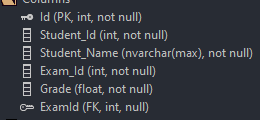 Columns
Id (PK, int, not null)
Student_Id (int, not null)
Student_Name (nvarchar(max), not null)
Exam_Id (int, not null)
Grade (float, not null)
ExamId (FK, int, null)